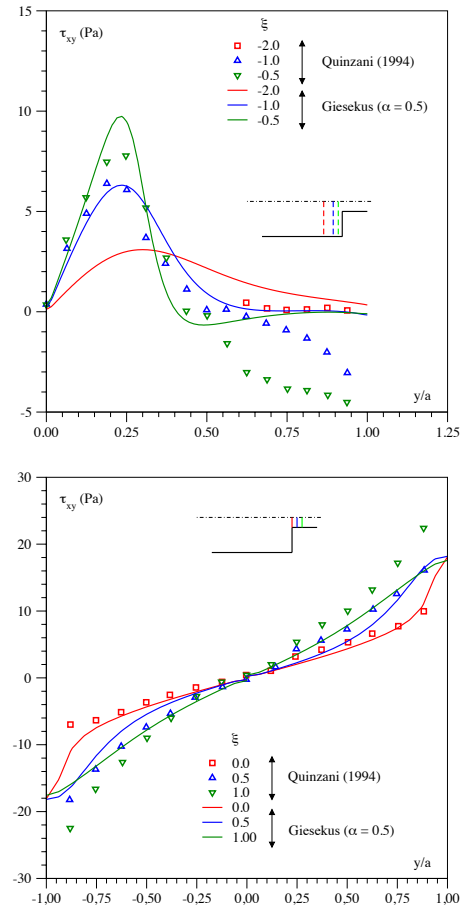 15
τxy (Pa)
ξ
-2.0
-1.0
-0.5
Quinzani (1994)
-2.0
-1.0
-0.5
Giesekus (α = 0.5)
10
5
0
-5
y/a
0.00 0.25 0.50 0.75 1.00 1.25
30
τxy (Pa)
20
10
0
-10
-20
-30
ξ
0.0
0.5
1.0
Quinzani (1994)
0.0
0.5
1.00
Giesekus (α = 0.5)
y/a
-1,00 -0,75 -0,50 -0,25 0,00 0,25 0,50 0,75 1,00